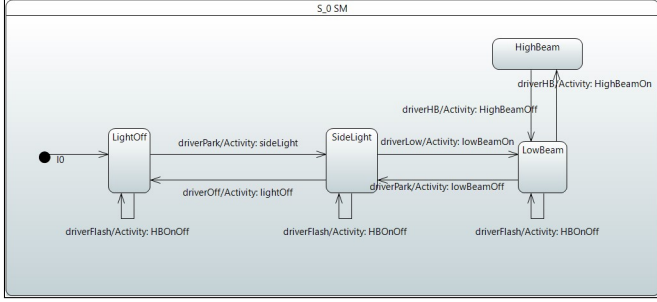 S_0 SM
HighBeam
driverHB/Activity: HighBeamOn
driverHB/Activity: HighBeamOff
LightOff
SideLight
LowBeam
I0
driverPark/Activity: sideLight
driverLow/Activity: lowBeamOn
driverOff/Activity: lightOff
driverPark/Activity: lowBeamOff
driverFlash/Activity: HBOnOff
driverFlash/Activity: HBOnOff
driverFlash/Activity: HBOnOff